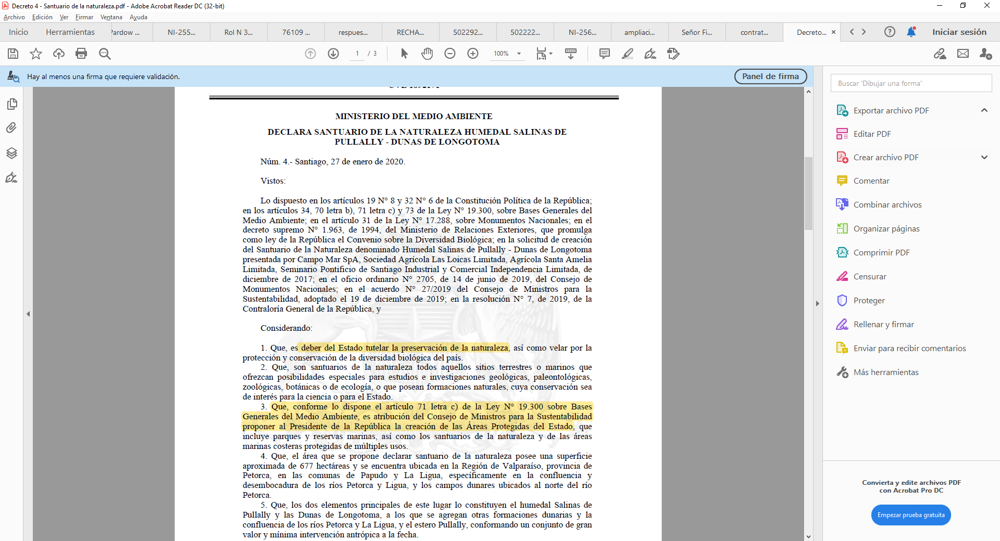 Decreto 4 - Santuario de la naturaleza.pdf - Adobe Acrobat Reader DC (32-bit)
Archivo Edición Ver Firmar Ventana Ayuda
Inicio Herramientas Pardow ... NI-255... Rol N 3... 76109 ... respues... RECHA... 502292... 502222... NI-256... ampliaci... Señor Fi... contrat... Decreto... Iniciar sesión
1 / 3 100%
Hay al menos una firma que requiere validación.
Panel de firma
MINISTERIO DEL MEDIO AMBIENTE
DECLARA SANTUARIO DE LA NATURALEZA HUMEDAL SALINAS DE
PULLALLY - DUNAS DE LONGOTOMA
Núm. 4.- Santiago, 27 de enero de 2020.
Vistos:
Lo dispuesto en los artículos 19 N° 8 y 32 N° 6 de la Constitución Política de la República;
en los artículos 34, 70 letra b), 71 letra c) y 73 de la Ley N° 19.300, sobre Bases Generales del
Medio Ambiente; en el artículo 31 de la Ley N° 17.288, sobre Monumentos Nacionales; en el
decreto supremo N° 1.963, de 1994, del Ministerio de Relaciones Exteriores, que promulga
como ley de la República el Convenio sobre la Diversidad Biológica; en la solicitud de creación
del Santuario de la Naturaleza denominado Humedal Salinas de Pullally - Dunas de Longotoma
presentada por Campo Mar SpA, Sociedad Agrícola Las Loicas Limitada, Agrícola Santa Amelia
Limitada, Seminario Pontificio de Santiago Industrial y Comercial Independencia Limitada, de
diciembre de 2017; en el oficio ordinario N° 2705, de 14 de junio de 2019, del Consejo de
Monumentos Nacionales; en el acuerdo N° 27/2019 del Consejo de Ministros para la
Sustentabilidad, adoptado el 19 de diciembre de 2019; en la resolución N° 7, de 2019, de la
Contraloría General de la República, y
Considerando:
1. Que, es deber del Estado tutelar la preservación de la naturaleza, así como velar por la
protección y conservación de la diversidad biológica del país.
2. Que, son santuarios de la naturaleza todos aquellos sitios terrestres o marinos que
ofrezcan posibilidades especiales para estudios e investigaciones geológicas, paleontológicas,
zoológicas, botánicas o de ecología, o que posean formaciones naturales, cuya conservación sea
de interés para la ciencia o para el Estado.
3. Que, conforme lo dispone el artículo 71 letra c) de la Ley N° 19.300 sobre Bases
Generales del Medio Ambiente, es atribución del Consejo de Ministros para la Sustentabilidad
proponer al Presidente de la República la creación de las Áreas Protegidas del Estado, que
incluye parques y reservas marinas, así como los santuarios de la naturaleza y de las áreas
marinas costeras protegidas de múltiples usos.
4. Que, el área que se propone declarar santuario de la naturaleza posee una superficie
aproximada de 677 hectáreas y se encuentra ubicada en la Región de Valparaíso, provincia de
Petorca, en las comunas de Papudo y La Ligua, específicamente en la confluencia y
desembocadura de los ríos Petorca y Ligua, y los campos dunares ubicados al norte del río
Petorca.
5. Que, los dos elementos principales de este lugar lo constituyen el humedal Salinas de
Pullally y las Dunas de Longotoma, a los que se agregan otras formaciones dunarias y la
confluencia de los ríos Petorca y La Ligua, y el estero Pullally, conformando un conjunto de gran
valor y mínima intervención antrópica a la fecha.
Buscar 'Dibujar una forma'
Exportar archivo PDF
Editar PDF
Crear archivo PDF
Comentar
Combinar archivos
Organizar páginas
Comprimir PDF
Censurar
Proteger
Rellenar y firmar
Enviar para recibir comentarios
Más herramientas
Convierta y edite archivos PDF
con Acrobat Pro DC
Empezar prueba gratuita